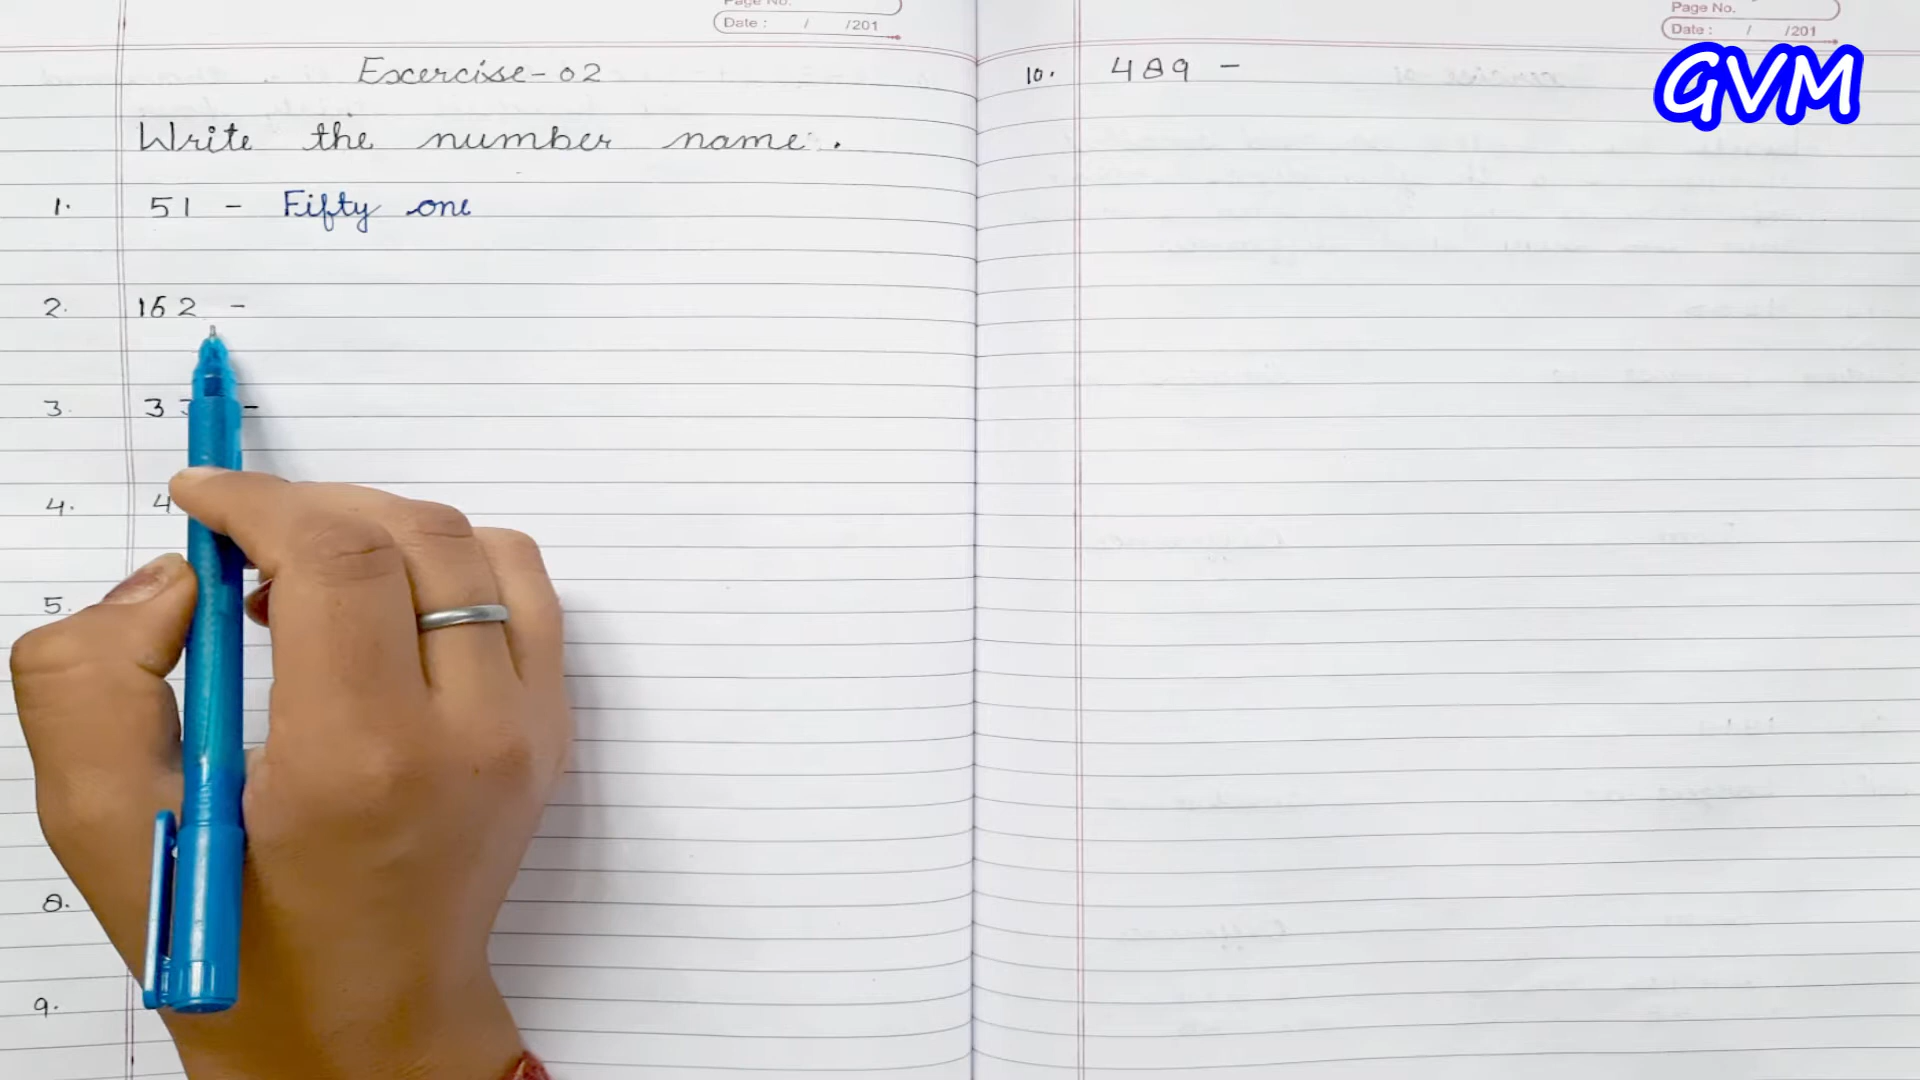 Page No.
Date : / /201
Excercise-02
Write the number name.
1. 51 - Fifty one
2. 162 -
3. 3 -
4. 4
5.
8.
9.
Page No.
Date : / /201
GVM
10. 489 -